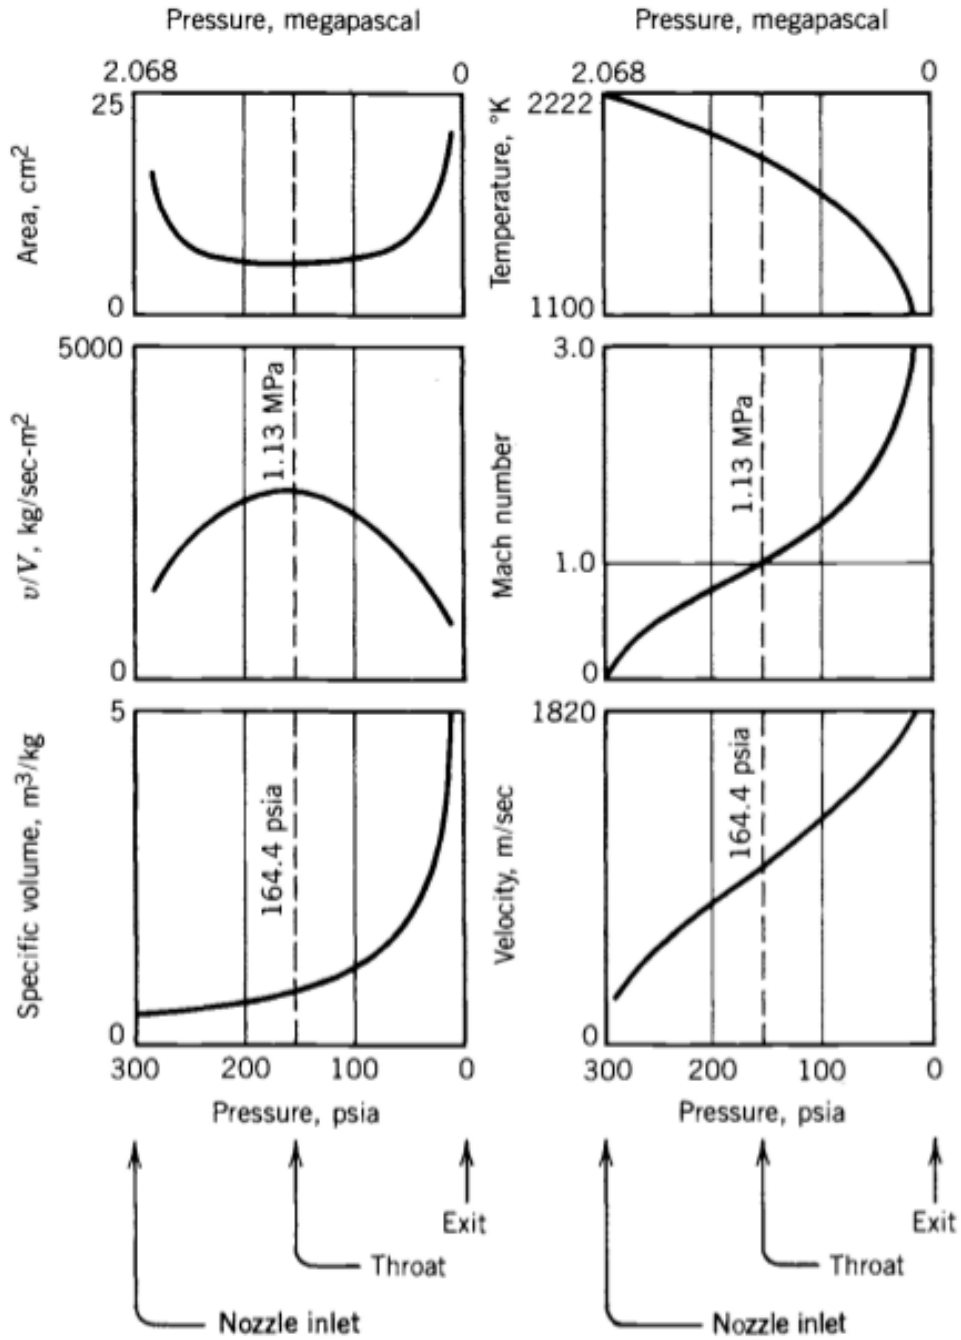 Pressure, megapascal
2.068 0
25
Area, cm²
0
5000
v/V, kg/sec-m²
1.13 MPa
0
5
Specific volume, m³/kg
164.4 psia
0
300 200 100 0
Pressure, psia
Exit
Throat
Nozzle inlet
Pressure, megapascal
2.068 0
2222
Temperature, °K
1100
3.0
Mach number
1.13 MPa
1.0
0
1820
Velocity, m/sec
164.4 psia
0
300 200 100 0
Pressure, psia
Exit
Throat
Nozzle inlet